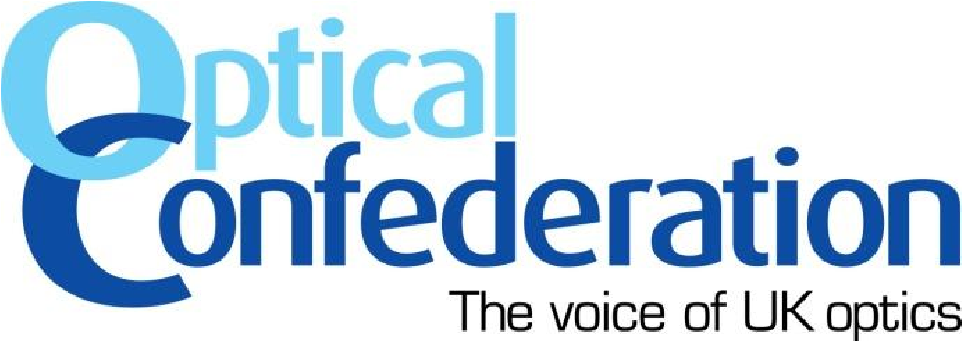 Optical
Confederation
The voice of UK optics